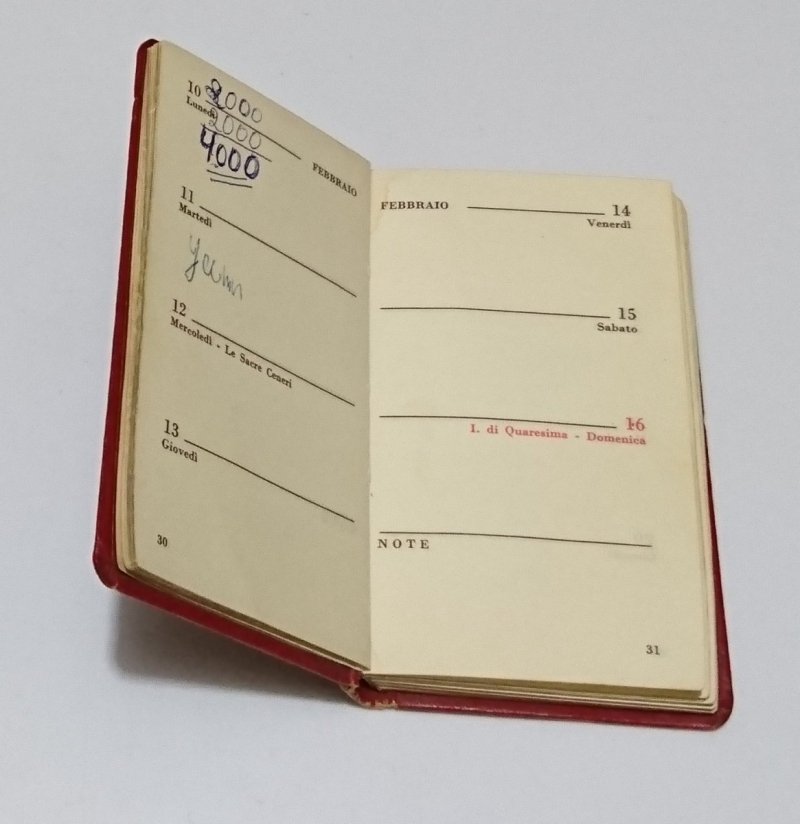 10
Lunedì
2000
2000
4000
FEBBRAIO
11
Martedì
12
Mercoledì - Le Sacre Ceneri
13
Giovedì
30
FEBBRAIO
14
Venerdì
15
Sabato
16
I. di Quaresima - Domenica
NOTE
31